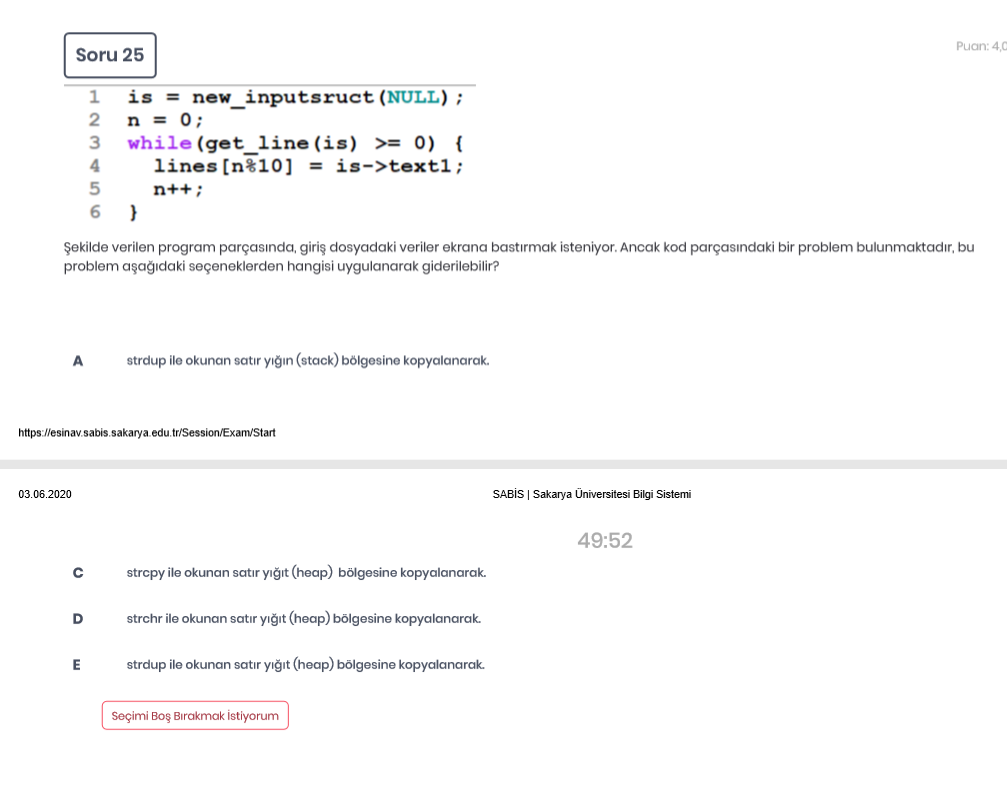 Soru 25
Puan: 4,0
1 is = new_inputsruct(NULL);
2 n = 0;
3 while(get_line(is) >= 0) {
4 lines[n%10] = is->text1;
5 n++;
6 }
Şekilde verilen program parçasında, giriş dosyadaki veriler ekrana bastırmak isteniyor. Ancak kod parçasındaki bir problem bulunmaktadır, bu
problem aşağıdaki seçeneklerden hangisi uygulanarak giderilebilir?
A strdup ile okunan satır yığın (stack) bölgesine kopyalanarak.
https://esinav.sabis.sakarya.edu.tr/Session/Exam/Start
03.06.2020 SABİS | Sakarya Üniversitesi Bilgi Sistemi
49:52
C strcpy ile okunan satır yığıt (heap) bölgesine kopyalanarak.
D strchr ile okunan satır yığıt (heap) bölgesine kopyalanarak.
E strdup ile okunan satır yığıt (heap) bölgesine kopyalanarak.
Seçimi Boş Bırakmak İstiyorum